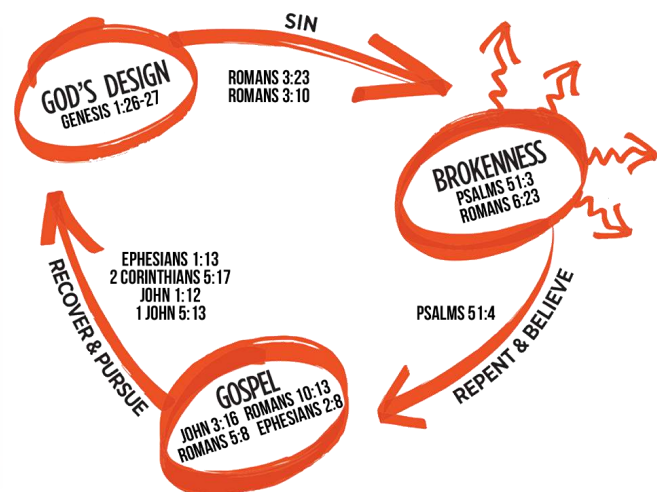 SIN
GOD'S DESIGN
GENESIS 1:26-27
ROMANS 3:23
ROMANS 3:10
BROKENNESS
PSALMS 51:3
ROMANS 6:23
EPHESIANS 1:13
2 CORINTHIANS 5:17
JOHN 1:12
1 JOHN 5:13
RECOVER & PURSUE
PSALMS 51:4
REPENT & BELIEVE
GOSPEL
JOHN 3:16 ROMANS 10:13
ROMANS 5:8 EPHESIANS 2:8